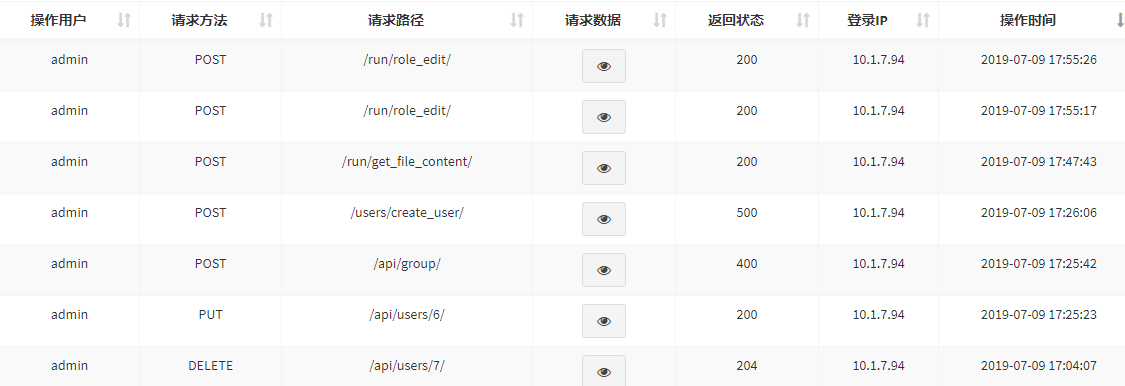 操作用户 请求方法 请求路径 请求数据 返回状态 登录IP 操作时间
admin POST /run/role_edit/ 200 10.1.7.94 2019-07-09 17:55:26
admin POST /run/role_edit/ 200 10.1.7.94 2019-07-09 17:55:17
admin POST /run/get_file_content/ 200 10.1.7.94 2019-07-09 17:47:43
admin POST /users/create_user/ 500 10.1.7.94 2019-07-09 17:26:06
admin POST /api/group/ 400 10.1.7.94 2019-07-09 17:25:42
admin PUT /api/users/6/ 200 10.1.7.94 2019-07-09 17:25:23
admin DELETE /api/users/7/ 204 10.1.7.94 2019-07-09 17:04:07